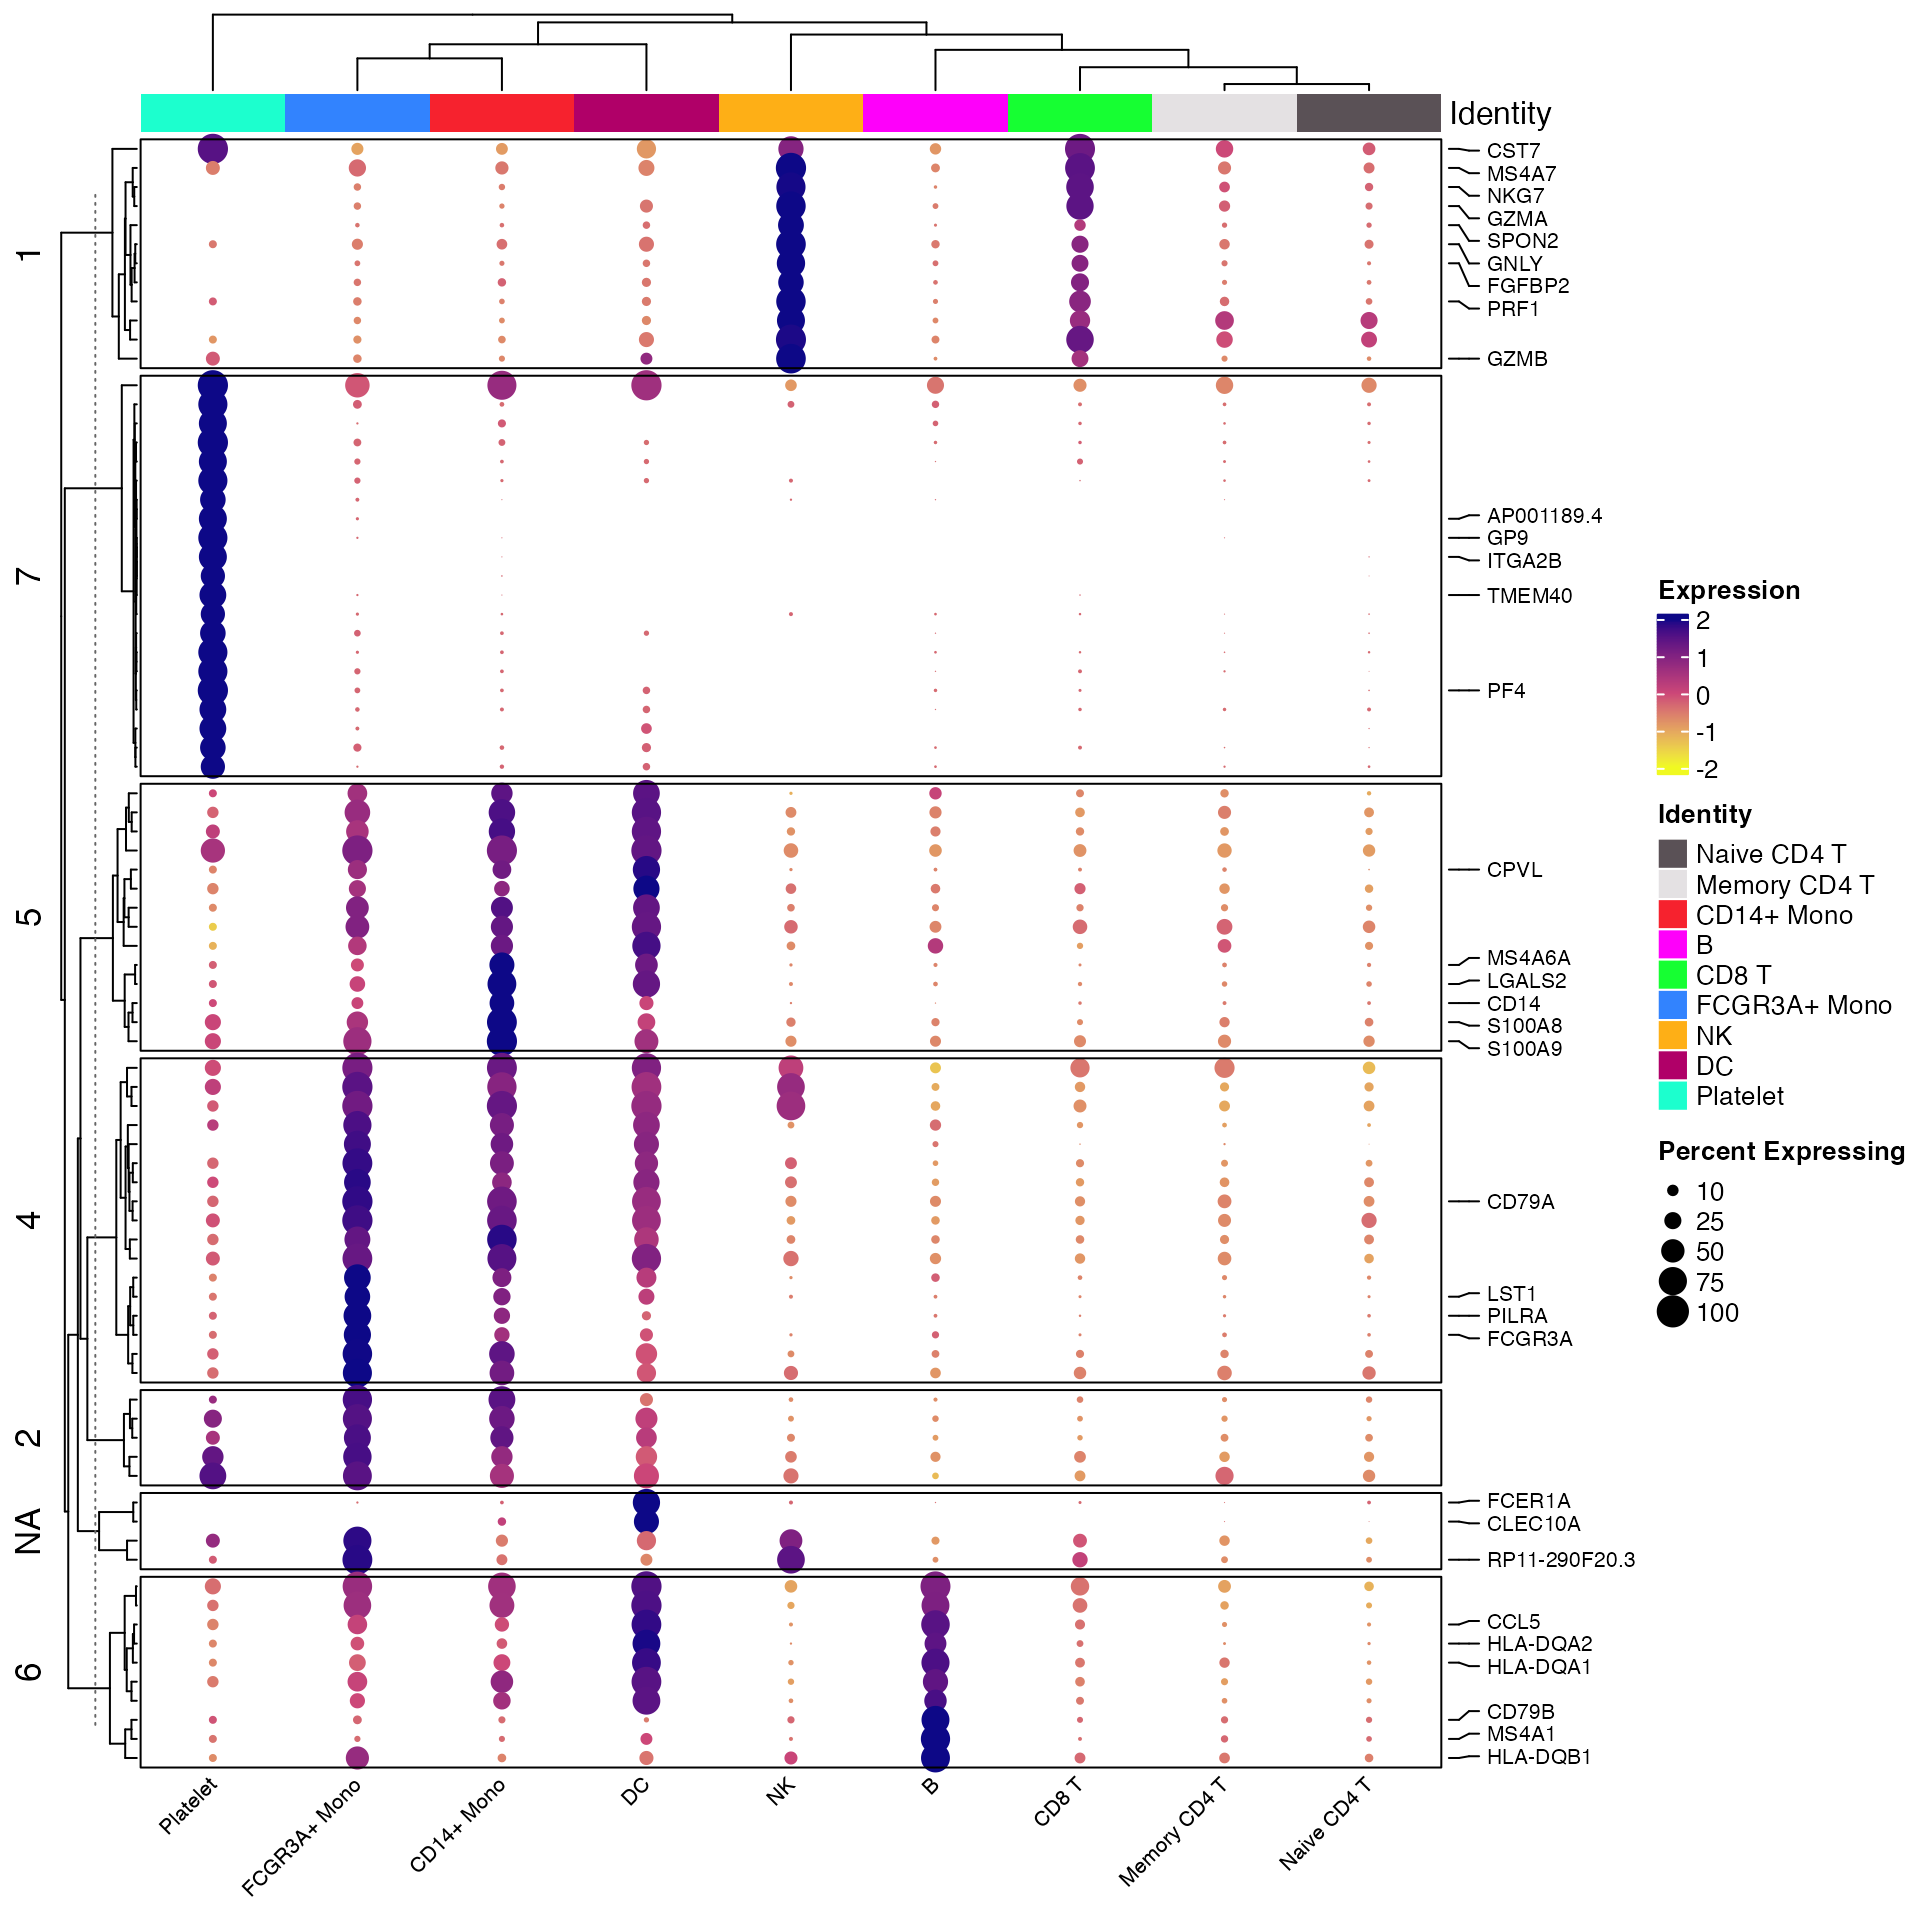 Identity
1
CST7
MS4A7
NKG7
GZMA
SPON2
GNLY
FGFBP2
PRF1
GZMB
7
AP001189.4
GP9
ITGA2B
TMEM40
PF4
5
CPVL
MS4A6A
LGALS2
CD14
S100A8
S100A9
4
CD79A
LST1
PILRA
FCGR3A
2
NA
FCER1A
CLEC10A
RP11-290F20.3
6
CCL5
HLA-DQA2
HLA-DQA1
CD79B
MS4A1
HLA-DQB1
Platelet
FCGR3A+ Mono
CD14+ Mono
DC
NK
B
CD8 T
Memory CD4 T
Naive CD4 T
Expression
2
1
0
-1
-2
Identity
Naive CD4 T
Memory CD4 T
CD14+ Mono
B
CD8 T
FCGR3A+ Mono
NK
DC
Platelet
Percent Expressing
10
25
50
75
100